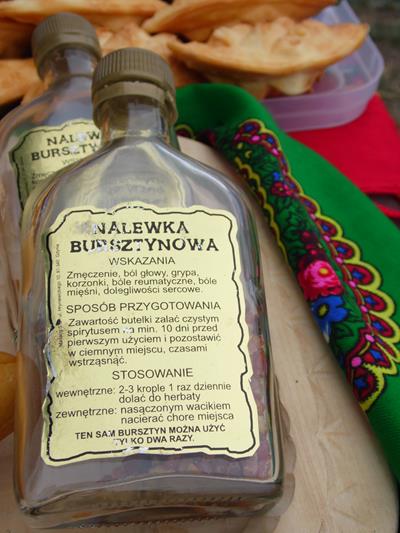 NALEWKA
BURSZTYNOWA
WSKAZANIA
Zmęczenie, ból głowy, grypa,
korzonki, bóle reumatyczne, bóle
mięśni, dolegliwości sercowe.
SPOSÓB PRZYGOTOWANIA
Zawartość butelki zalać czystym
spirytusem na min. 10 dni przed
pierwszym użyciem i pozostawić
w ciemnym miejscu, czasami
wstrząsnąć.
STOSOWANIE
wewnętrzne: 2-3 krople 1 raz dziennie
dolać do herbaty
zewnętrzne: nasączonym wacikiem
nacierać chore miejsca
TEN SAM BURSZTYN MOŻNA UŻYĆ
TYLKO DWA RAZY.
NALEW
BURSZTY